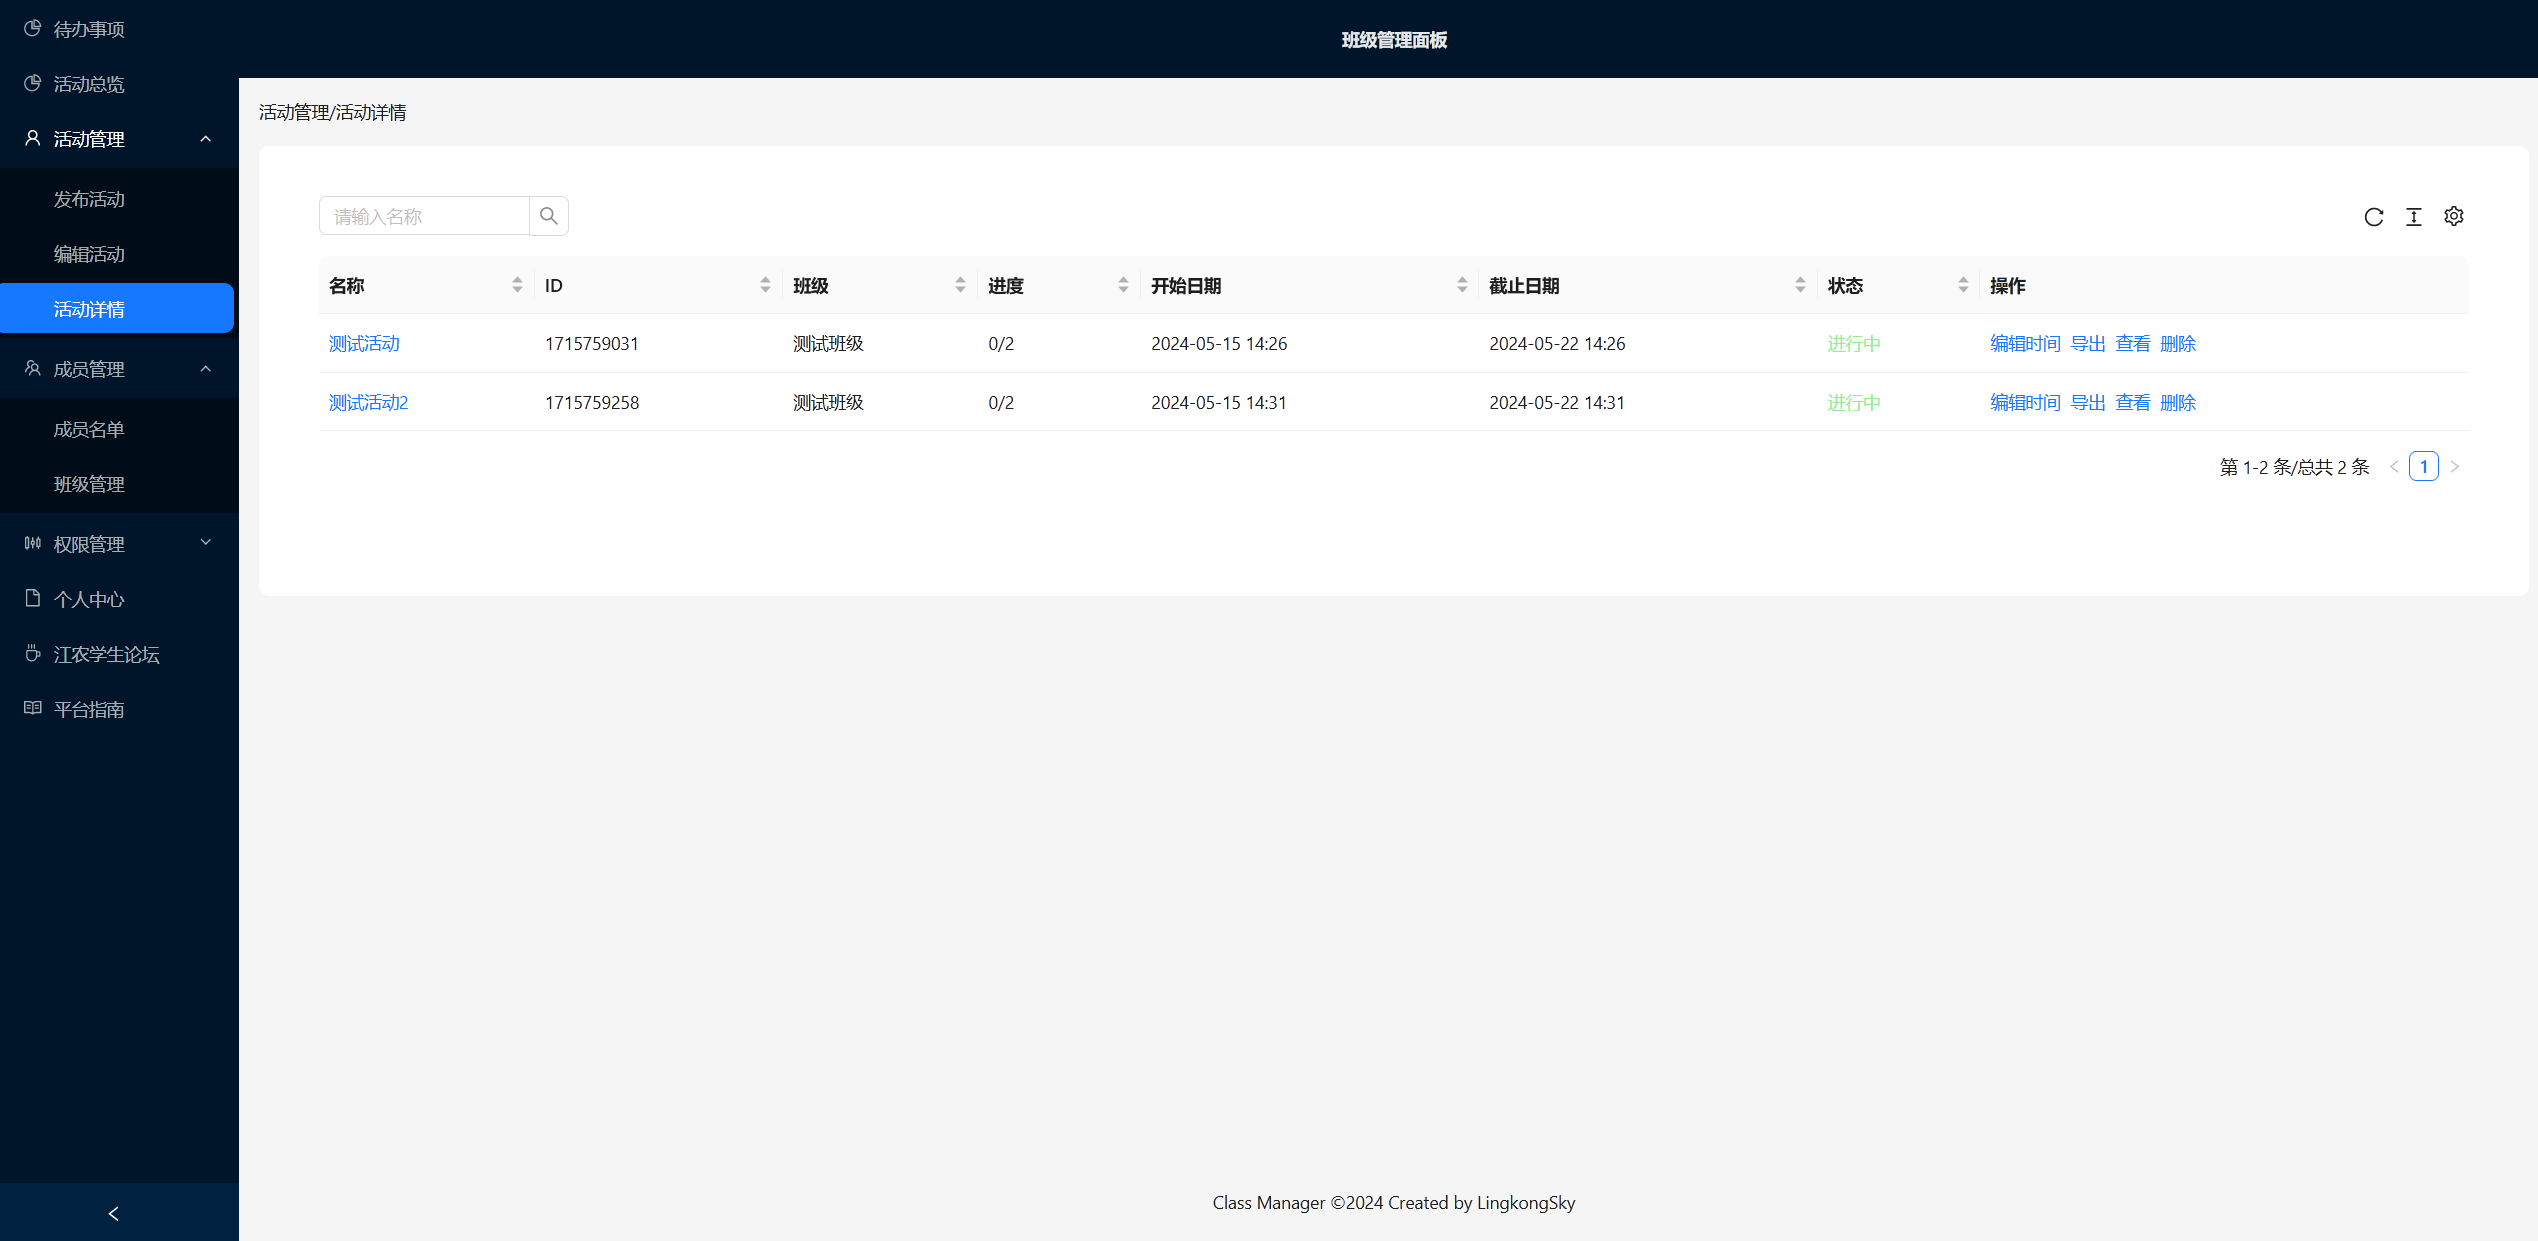 待办事项
活动总览
活动管理
发布活动
编辑活动
活动详情
成员管理
成员名单
班级管理
权限管理
个人中心
江农学生论坛
平台指南
班级管理面板
活动管理/活动详情
请输入名称
名称 ID 班级 进度 开始日期 截止日期 状态 操作
测试活动 1715759031 测试班级 0/2 2024-05-15 14:26 2024-05-22 14:26 进行中 编辑时间 导出 查看 删除
测试活动2 1715759258 测试班级 0/2 2024-05-15 14:31 2024-05-22 14:31 进行中 编辑时间 导出 查看 删除
第 1-2 条/总共 2 条 1
Class Manager ©2024 Created by LingkongSky